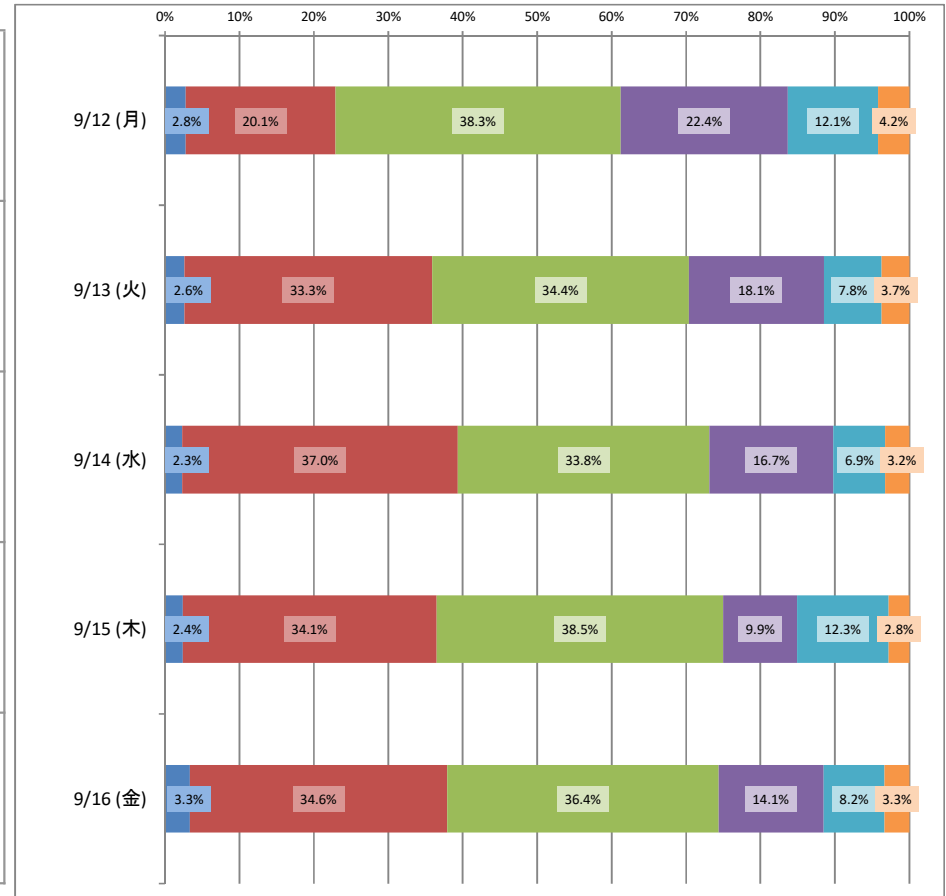 0% 10% 20% 30% 40% 50% 60% 70% 80% 90% 100%
9/12 (月) 2.8% 20.1% 38.3% 22.4% 12.1% 4.2%
9/13 (火) 2.6% 33.3% 34.4% 18.1% 7.8% 3.7%
9/14 (水) 2.3% 37.0% 33.8% 16.7% 6.9% 3.2%
9/15 (木) 2.4% 34.1% 38.5% 9.9% 12.3% 2.8%
9/16 (金) 3.3% 34.6% 36.4% 14.1% 8.2% 3.3%